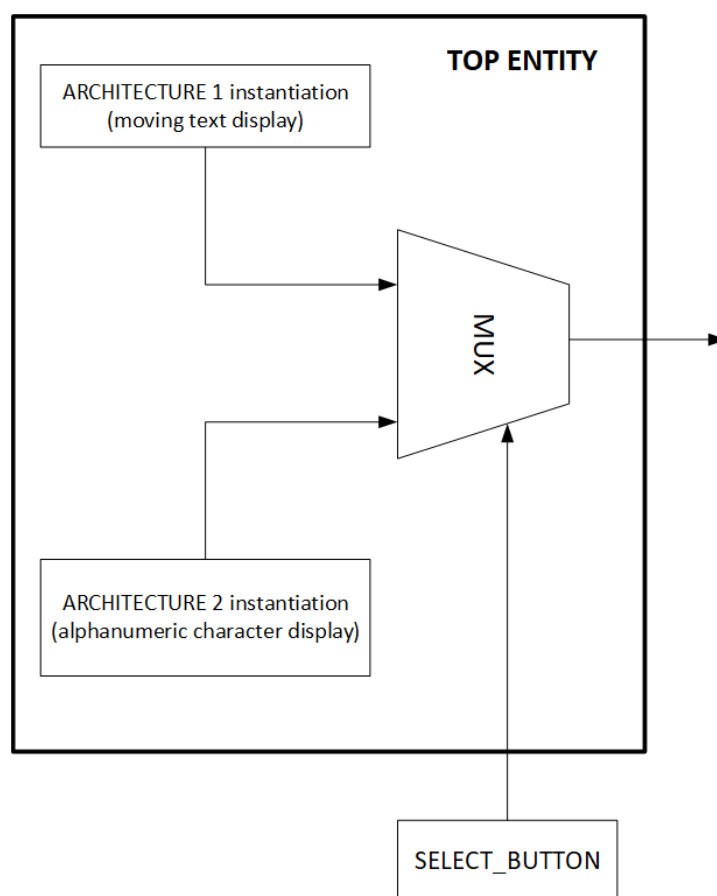 TOP ENTITY
ARCHITECTURE 1 instantiation
(moving text display)
MUX
ARCHITECTURE 2 instantiation
(alphanumeric character display)
SELECT_BUTTON